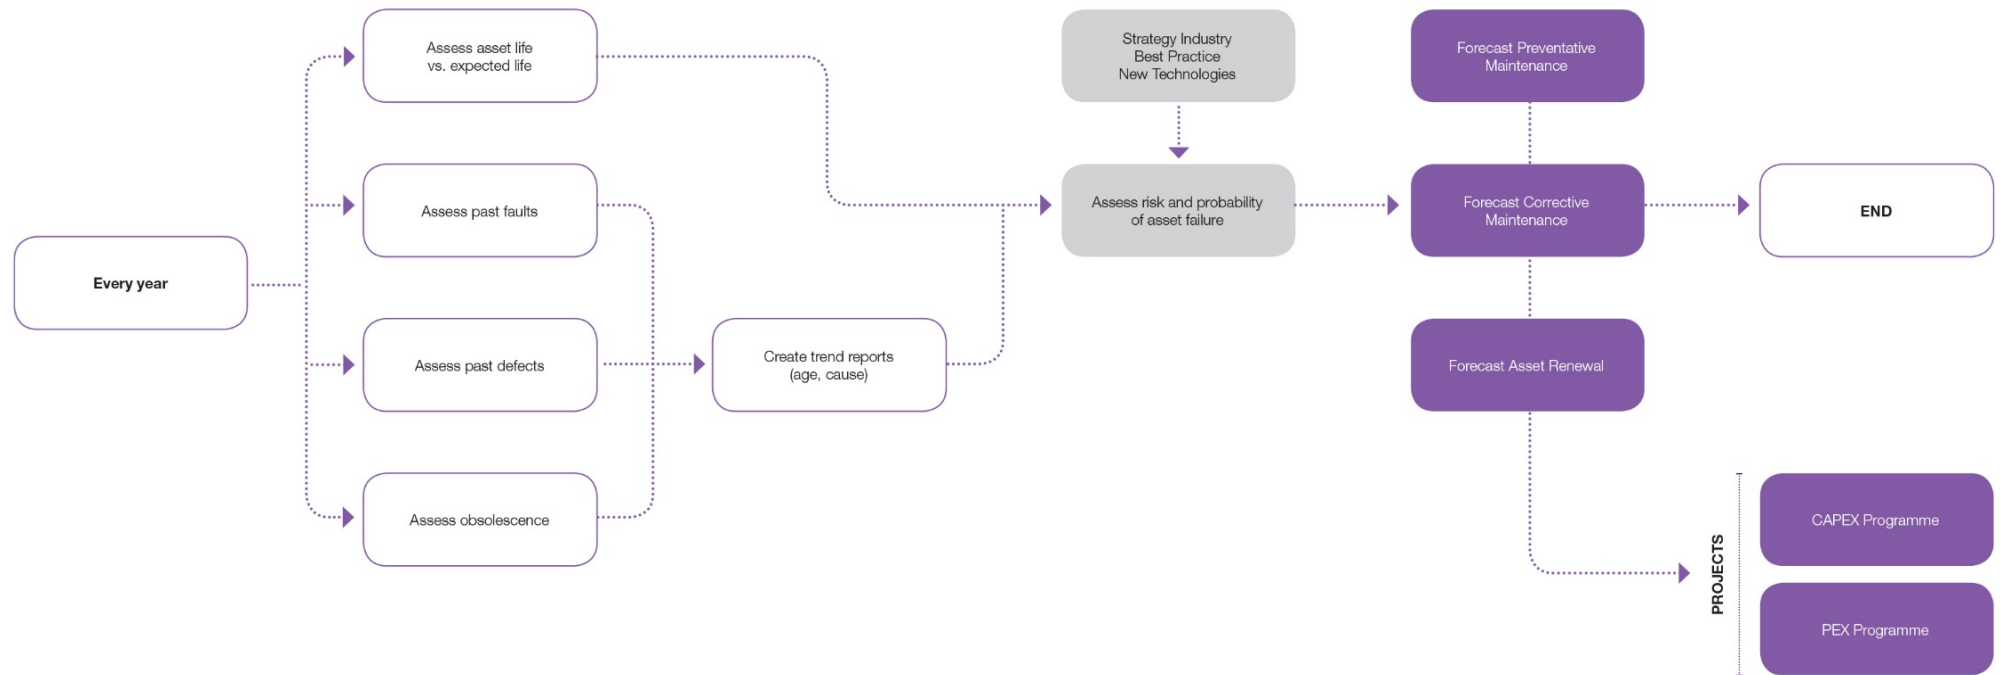 Every year
Assess asset life
vs. expected life
Assess past faults
Assess past defects
Assess obsolescence
Create trend reports
(age, cause)
Strategy Industry
Best Practice
New Technologies
Assess risk and probability
of asset failure
Forecast Preventative
Maintenance
Forecast Corrective
Maintenance
Forecast Asset Renewal
END
PROJECTS
CAPEX Programme
PEX Programme